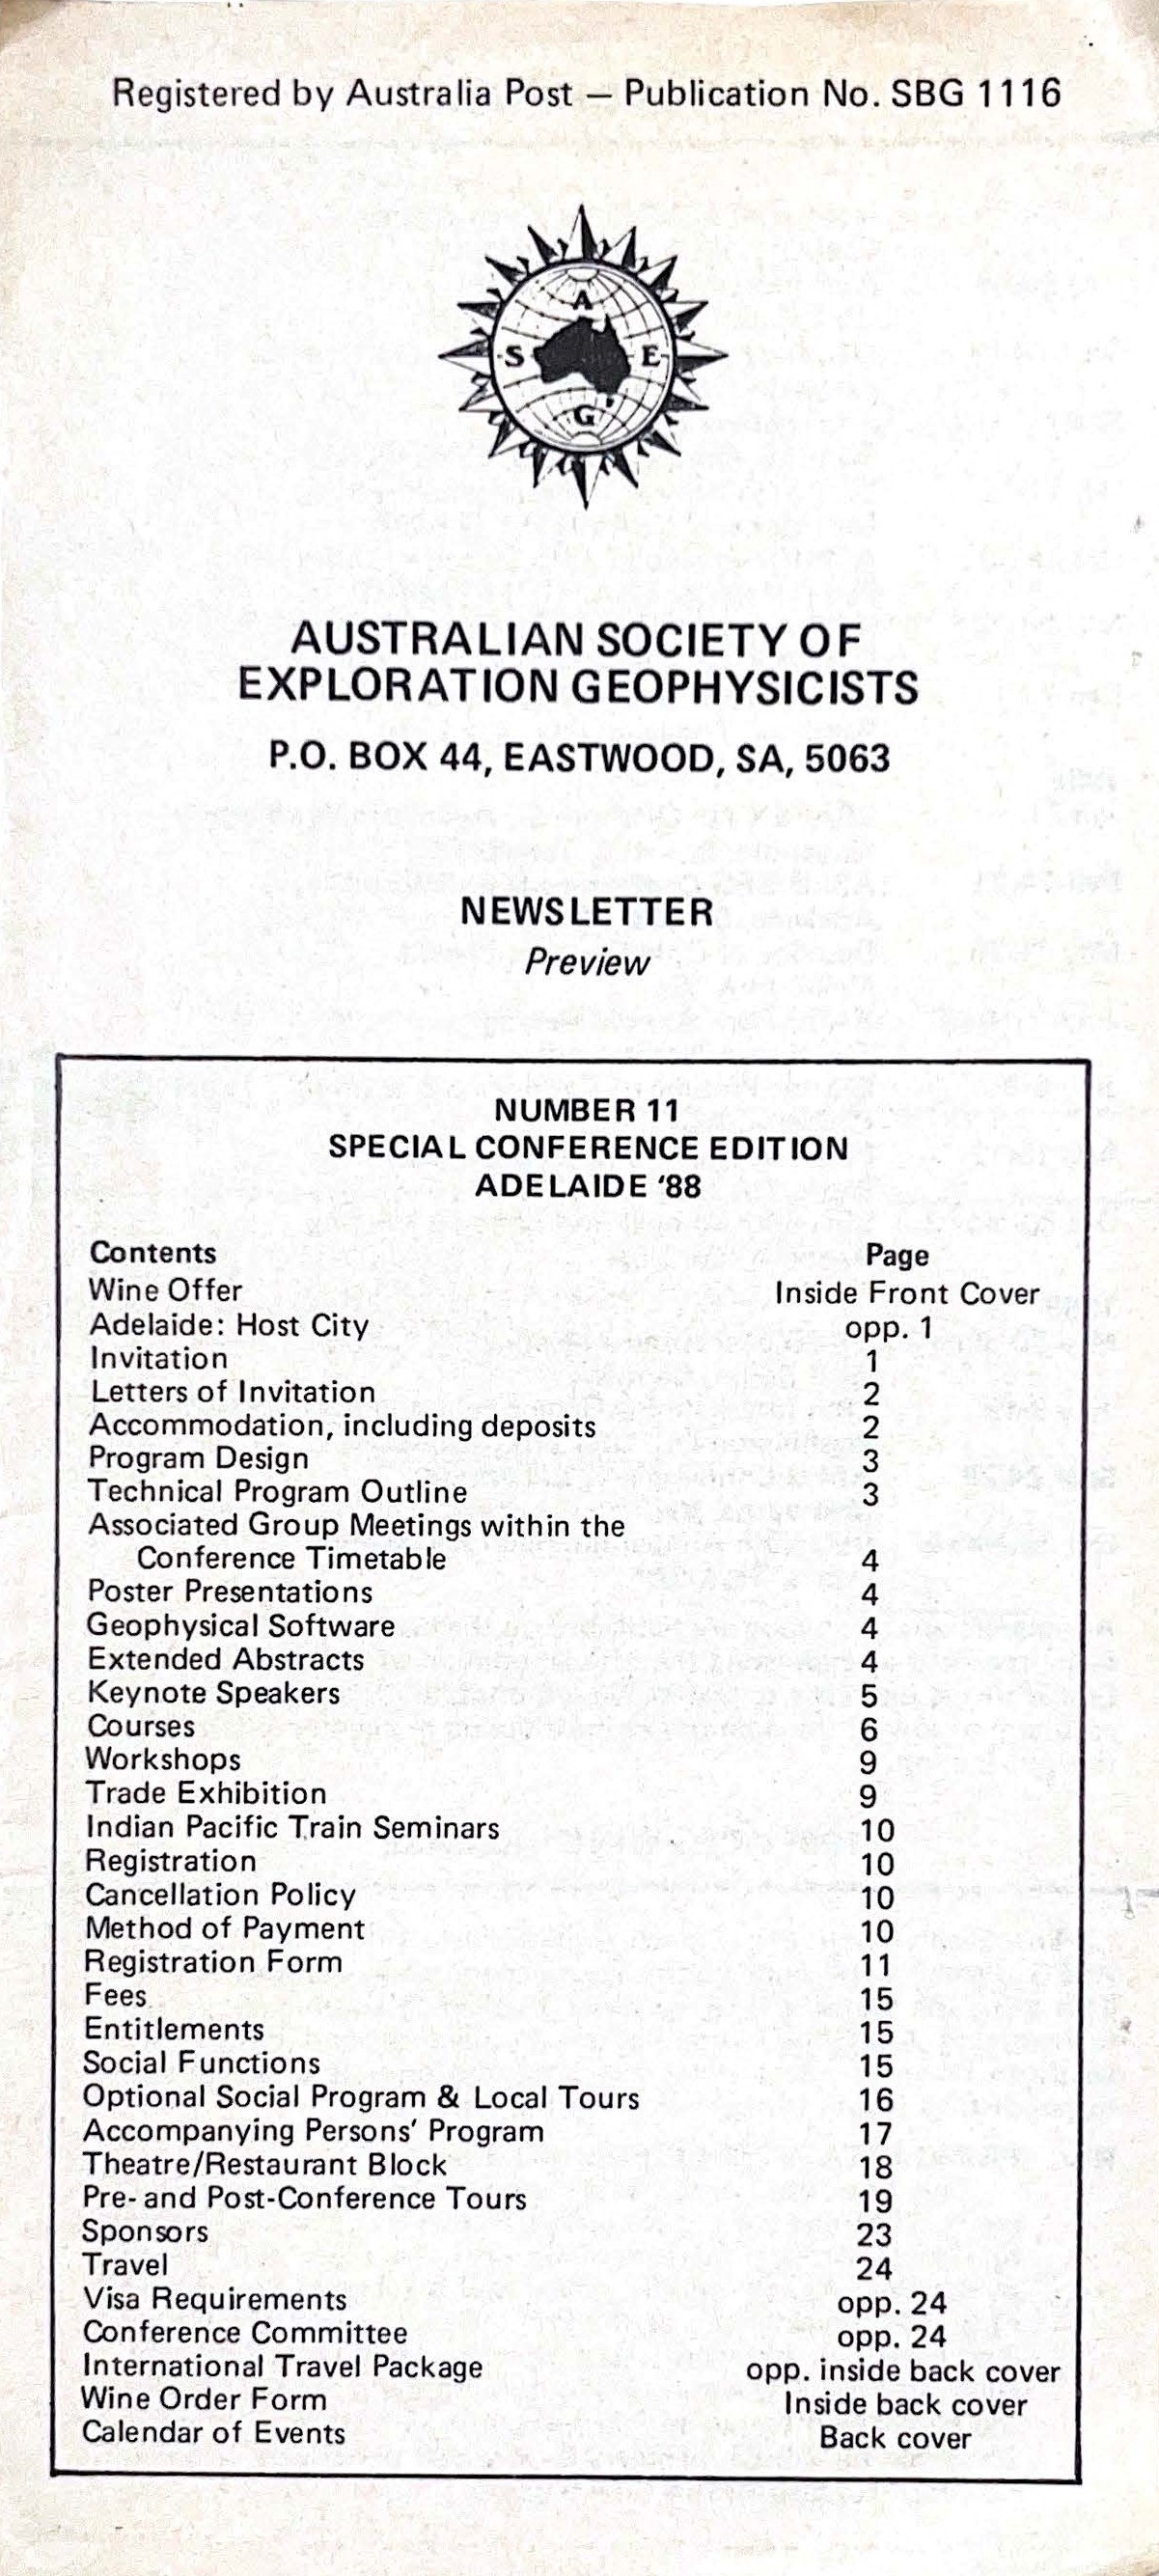 Registered by Australia Post — Publication No. SBG 1116
A
S E
G
AUSTRALIAN SOCIETY OF
EXPLORATION GEOPHYSICISTS
P.O. BOX 44, EASTWOOD, SA, 5063
NEWSLETTER
Preview
NUMBER 11
SPECIAL CONFERENCE EDITION
ADELAIDE '88
Contents Page
Wine Offer Inside Front Cover
Adelaide: Host City opp. 1
Invitation 1
Letters of Invitation 2
Accommodation, including deposits 2
Program Design 3
Technical Program Outline 3
Associated Group Meetings within the
Conference Timetable 4
Poster Presentations 4
Geophysical Software 4
Extended Abstracts 4
Keynote Speakers 5
Courses 6
Workshops 9
Trade Exhibition 9
Indian Pacific Train Seminars 10
Registration 10
Cancellation Policy 10
Method of Payment 10
Registration Form 11
Fees 15
Entitlements 15
Social Functions 15
Optional Social Program & Local Tours 16
Accompanying Persons' Program 17
Theatre/Restaurant Block 18
Pre- and Post-Conference Tours 19
Sponsors 23
Travel 24
Visa Requirements opp. 24
Conference Committee opp. 24
International Travel Package opp. inside back cover
Wine Order Form Inside back cover
Calendar of Events Back cover